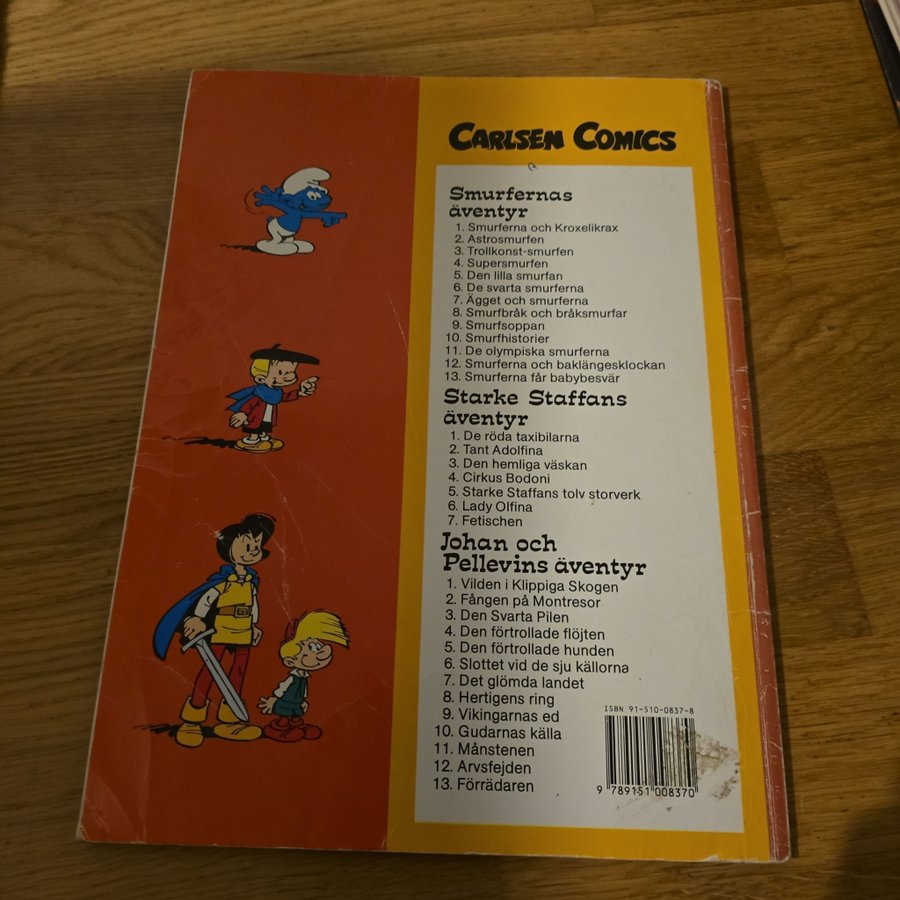 CARLSEN COMICS
Smurfernas
äventyr
1. Smurferna och Kroxelikrax
2. Astrosmurfen
3. Trollkonst-smurfen
4. Supersmurfen
5. Den lilla smurfan
6. De svarta smurferna
7. Ägget och smurferna
8. Smurfbråk och bråksmurfar
9. Smurfsoppan
10. Smurfhistorier
11. De olympiska smurferna
12. Smurferna och baklängesklockan
13. Smurferna får babybesvär
Starke Staffans
äventyr
1. De röda taxibilarna
2. Tant Adolfina
3. Den hemliga väskan
4. Cirkus Bodoni
5. Starke Staffans tolv storverk
6. Lady Olfina
7. Fetischen
Johan och
Pellevins äventyr
1. Vilden i Klippiga Skogen
2. Fången på Montresor
3. Den Svarta Pilen
4. Den förtrollade flöjten
5. Den förtrollade hunden
6. Slottet vid de sju källorna
7. Det glömda landet
8. Hertigens ring
9. Vikingarnas ed
10. Gudarnas källa
11. Månstenen
12. Arvsfejden
13. Förrädaren
ISBN 91-510-0837-8
9 789151 008370